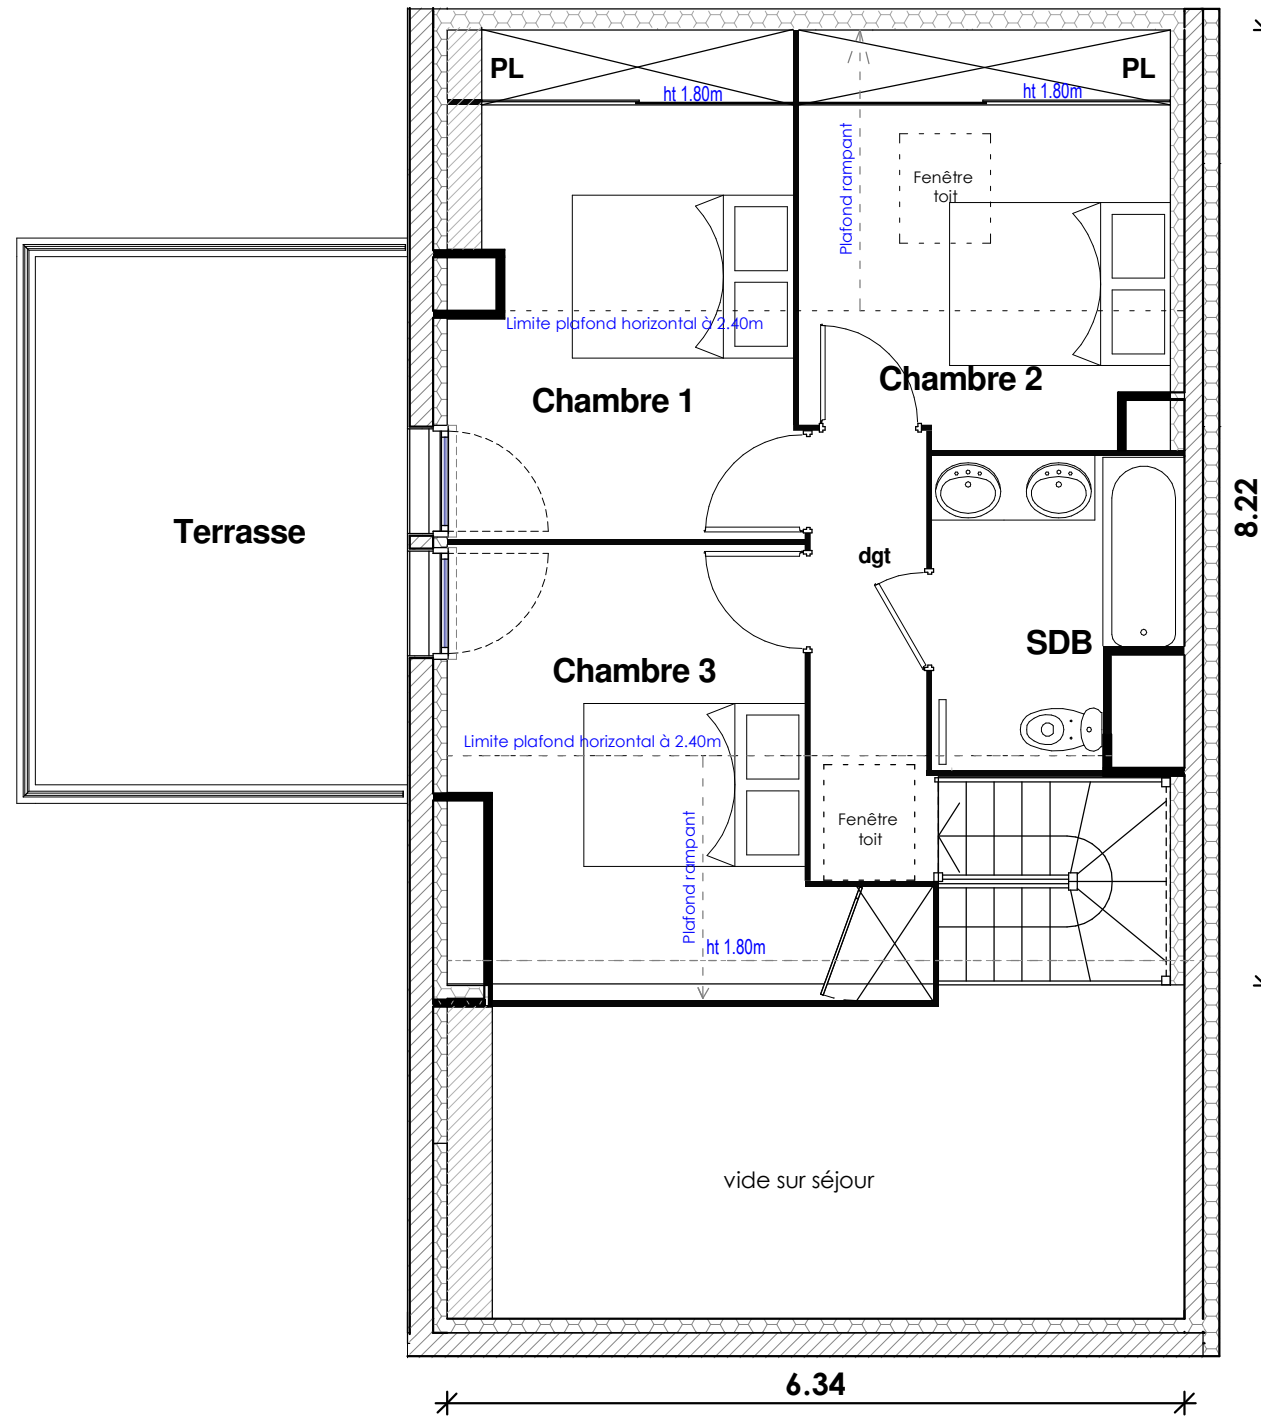 PL
PL
ht 1.80m
ht 1.80m
Plafond rampant
Fenêtre
toit
Limite plafond horizontal à 2.40m
Chambre 2
Chambre 1
8.22
Terrasse
dgt
SDB
Chambre 3
Limite plafond horizontal à 2.40m
Fenêtre
toit
Plafond rampant
ht 1.80m
vide sur séjour
6.34